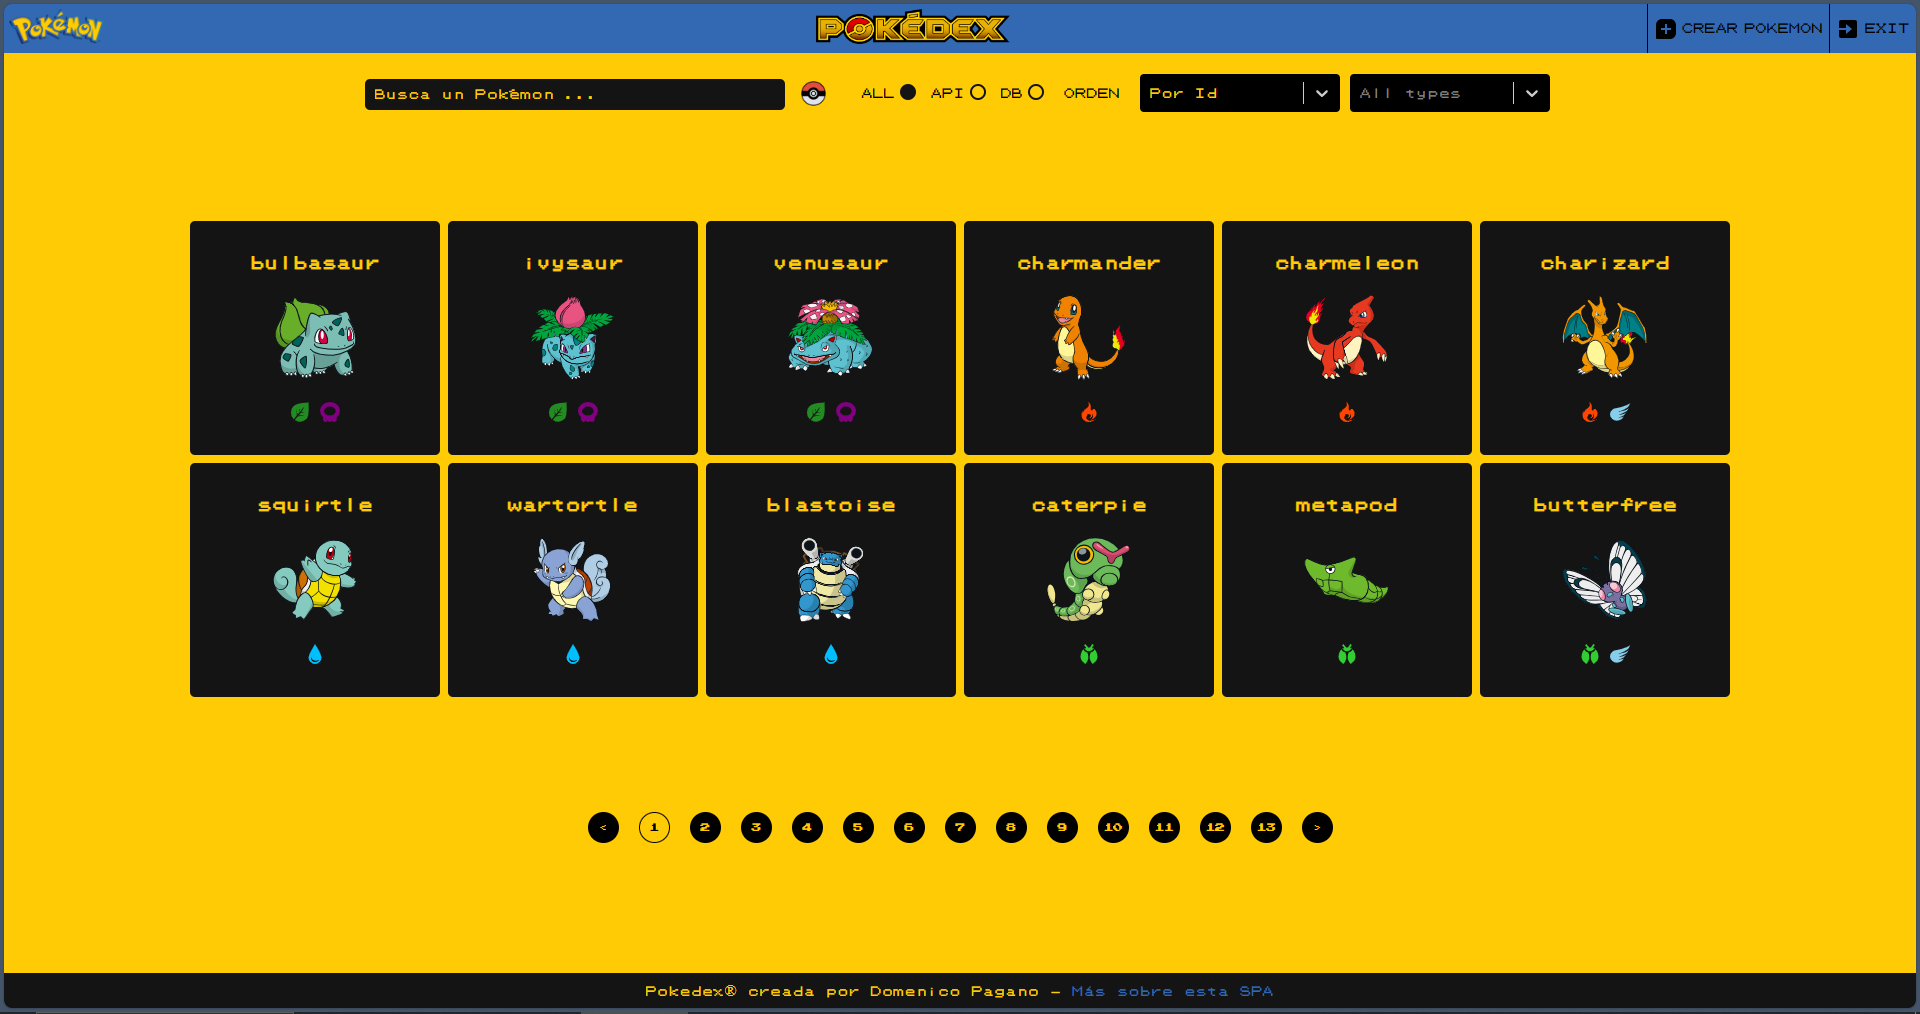 POKéMON
POKÉDEX
CREAR POKEMON
EXIT
Busca un Pokémon ...
ALL
API
DB
ORDEN
Por Id
All types
bulbasaur
ivysaur
venusaur
charmander
charmeleon
charizard
squirtle
wartortle
blastoise
caterpie
metapod
butterfree
< 1 2 3 4 5 6 7 8 9 10 11 12 13 >
Pokedex® creada por Domenico Pagano - Más sobre esta SPA